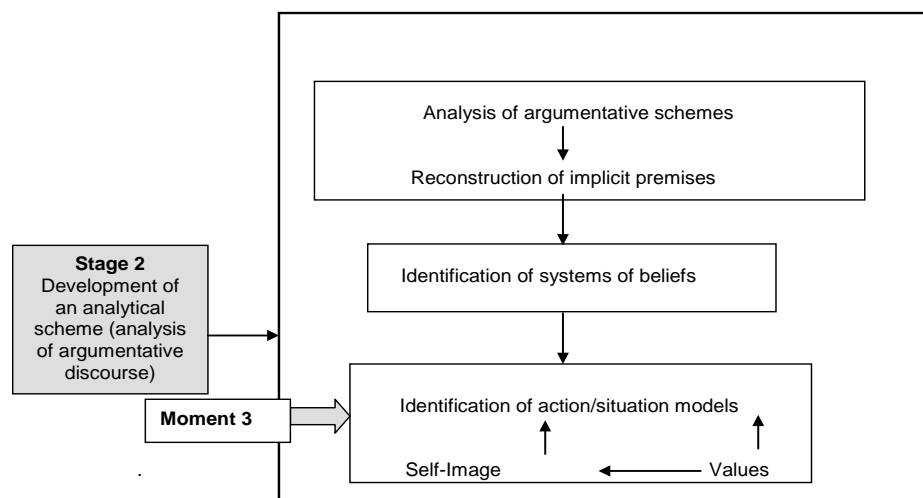 Analysis of argumentative schemes
Reconstruction of implicit premises
Stage 2
Development of
an analytical
scheme (analysis
of argumentative
discourse)
Identification of systems of beliefs
Moment 3
Identification of action/situation models
Self-Image
Values
.